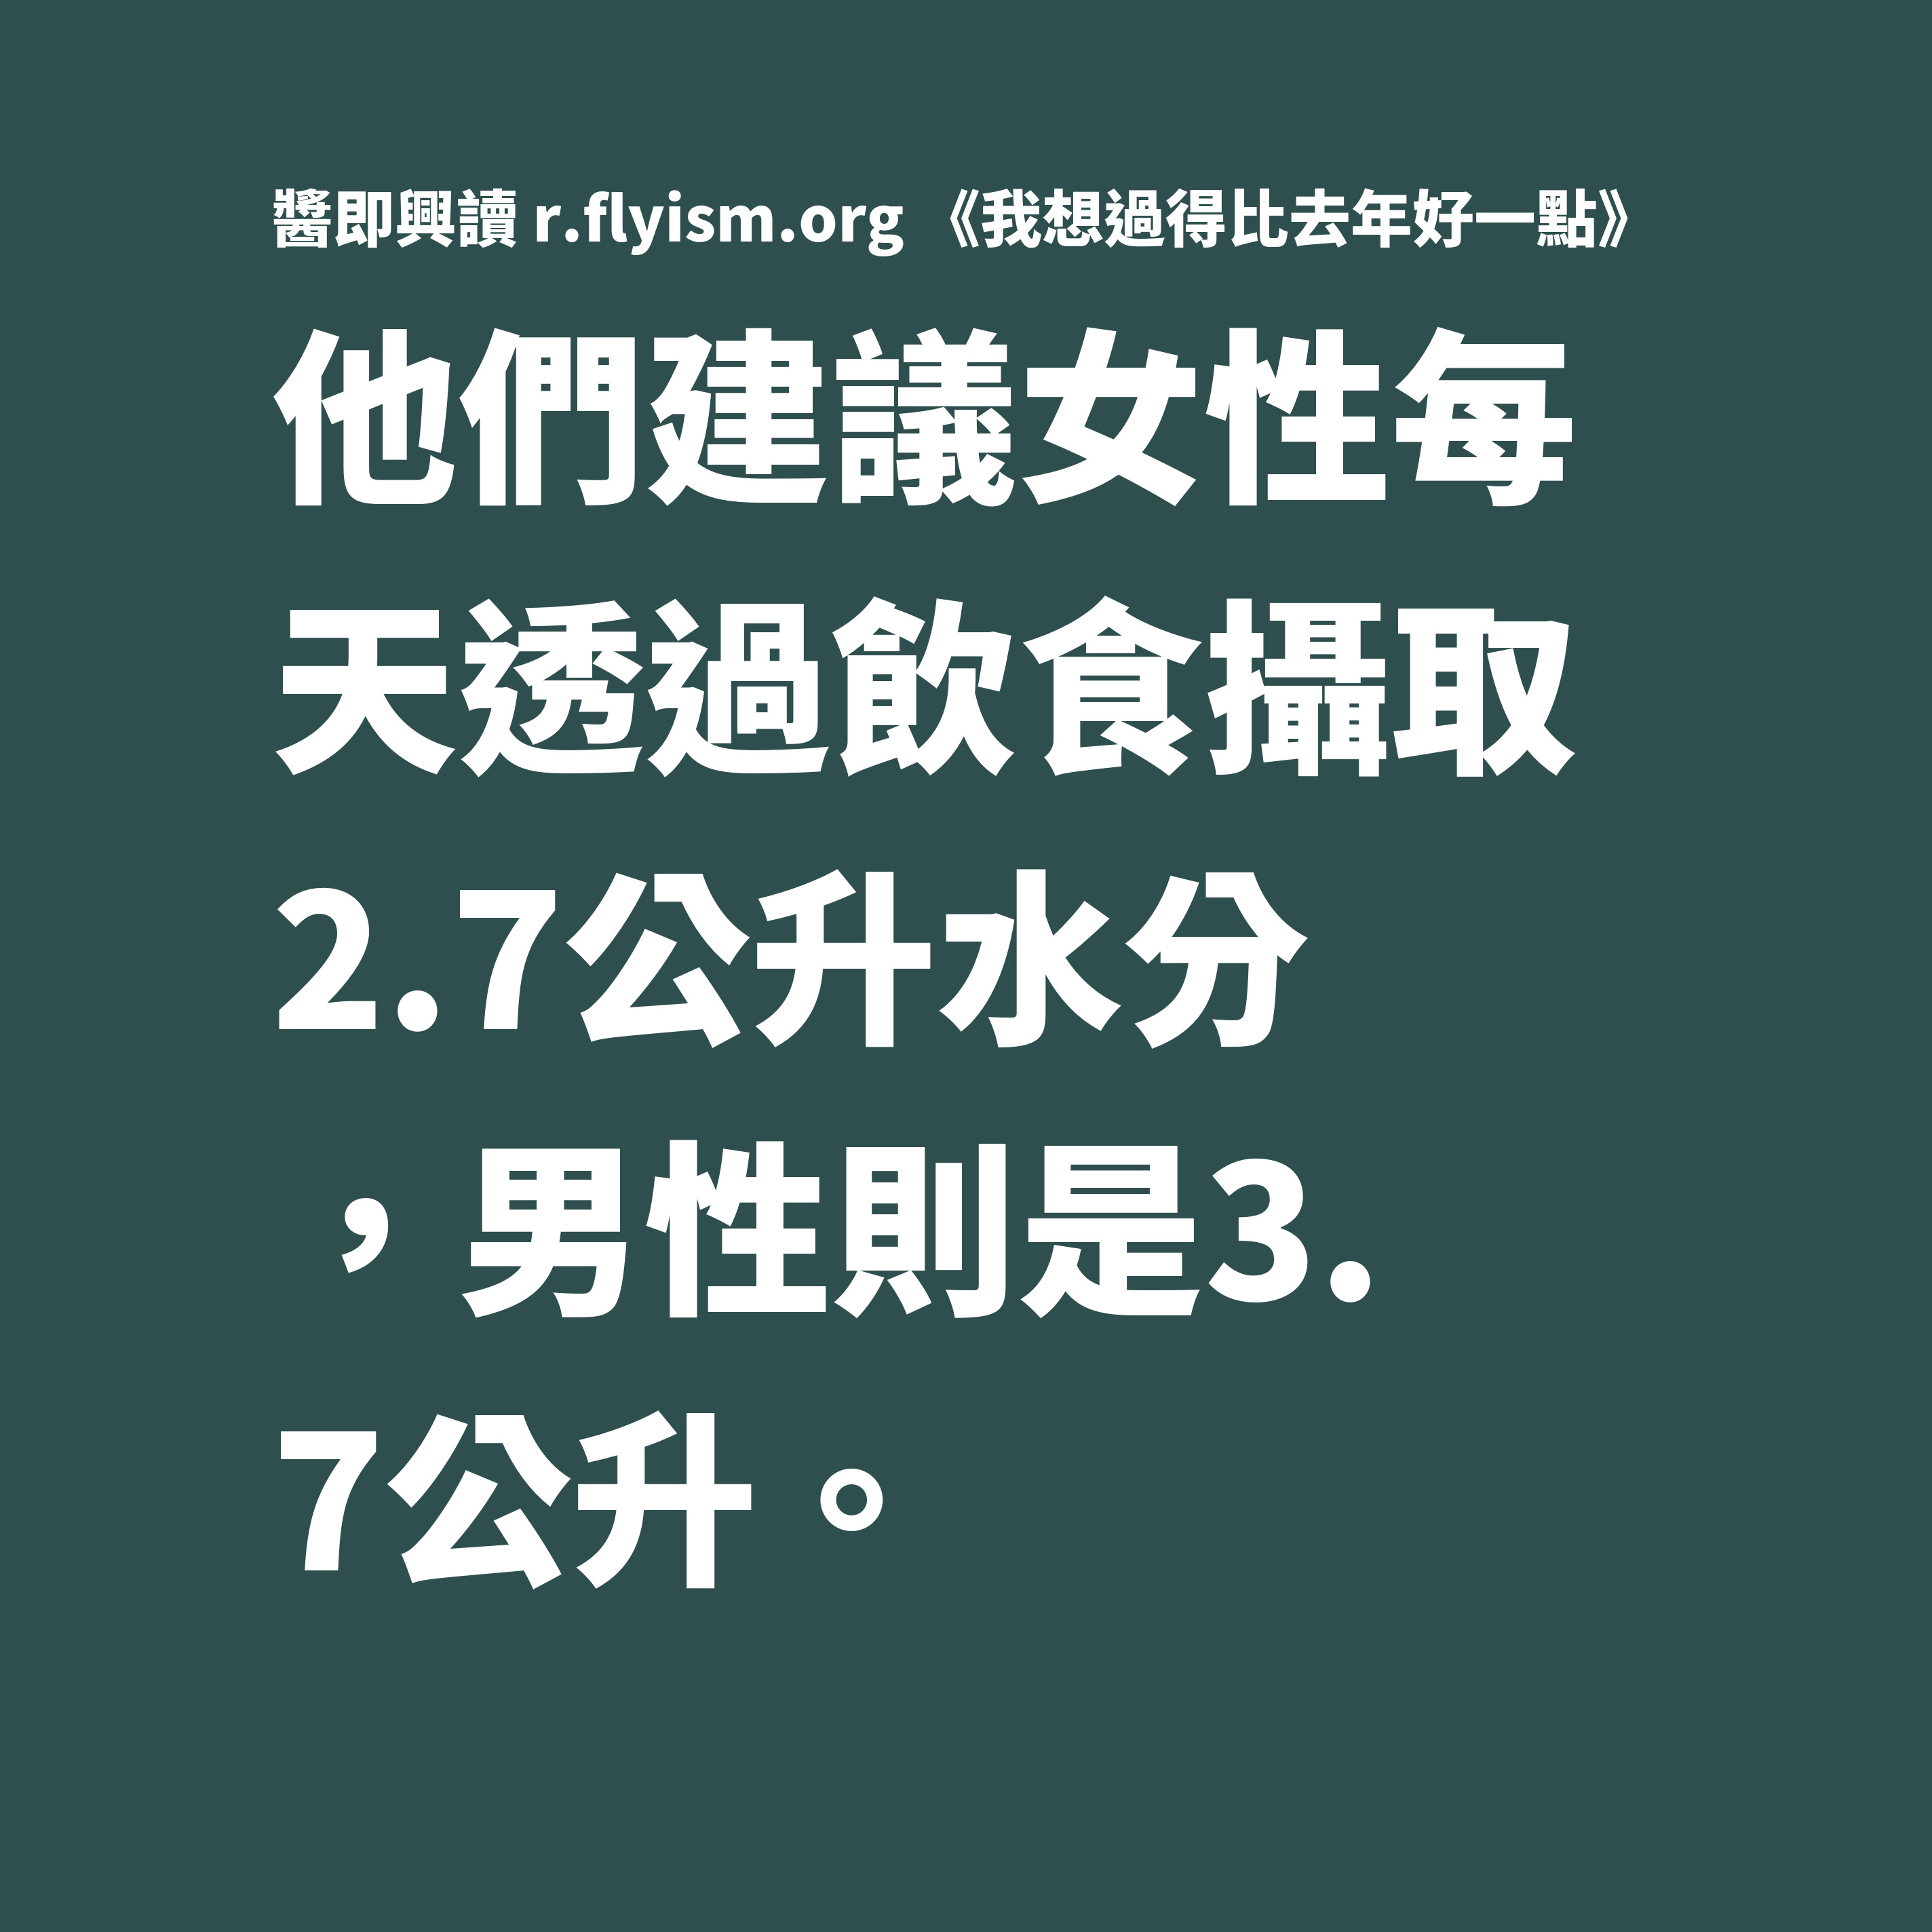 馨即興讀 r.flyism.org 《我想過得比去年好一點》
他們建議女性每
天透過飲食攝取
2.7公升水分
，男性則是3.
7公升。